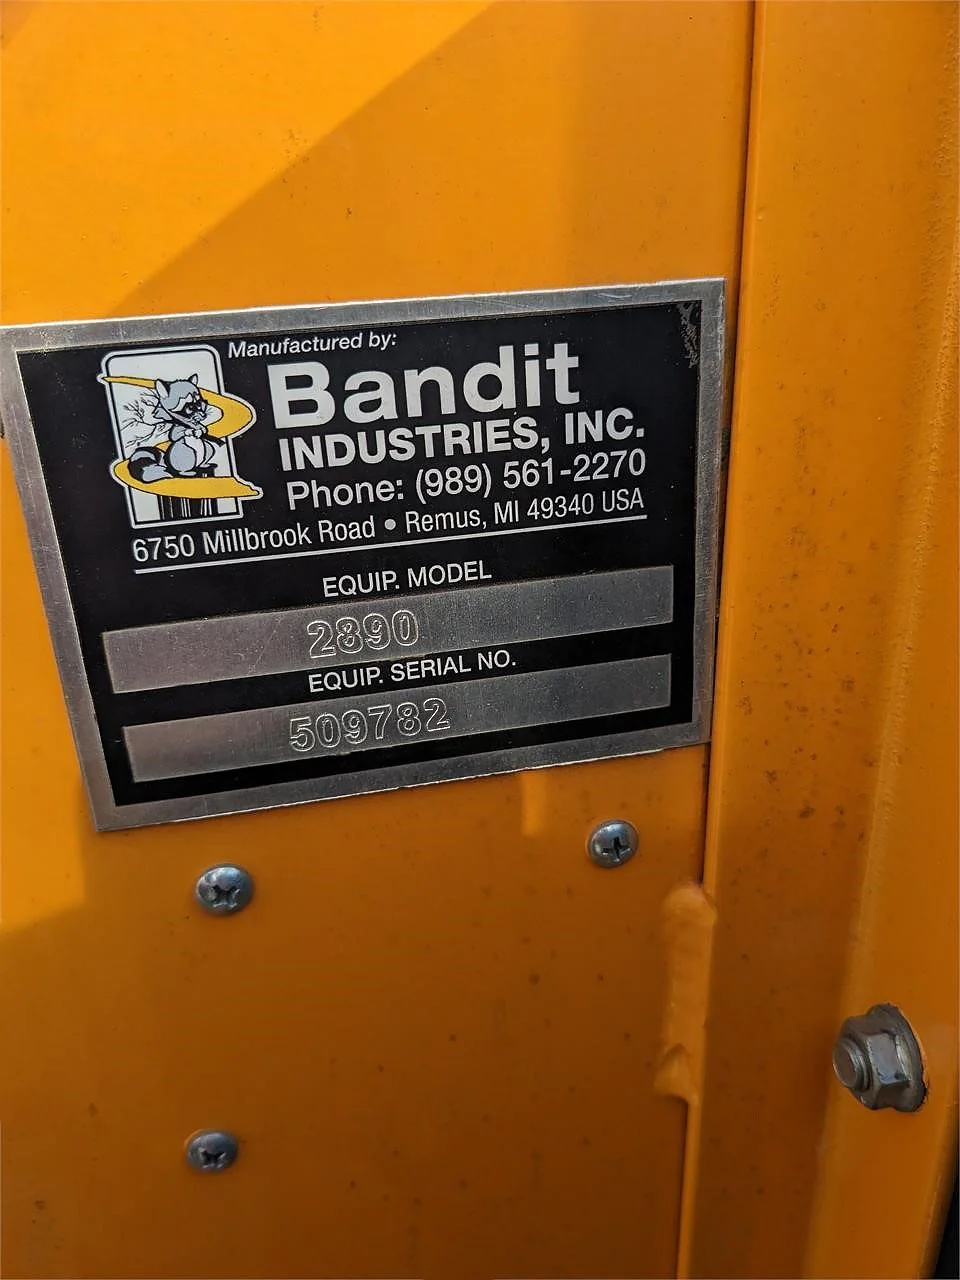 Manufactured by:
Bandit
INDUSTRIES, INC.
Phone: (989) 561-2270
6750 Millbrook Road • Remus, MI 49340 USA
EQUIP. MODEL
2890
EQUIP. SERIAL NO.
509782